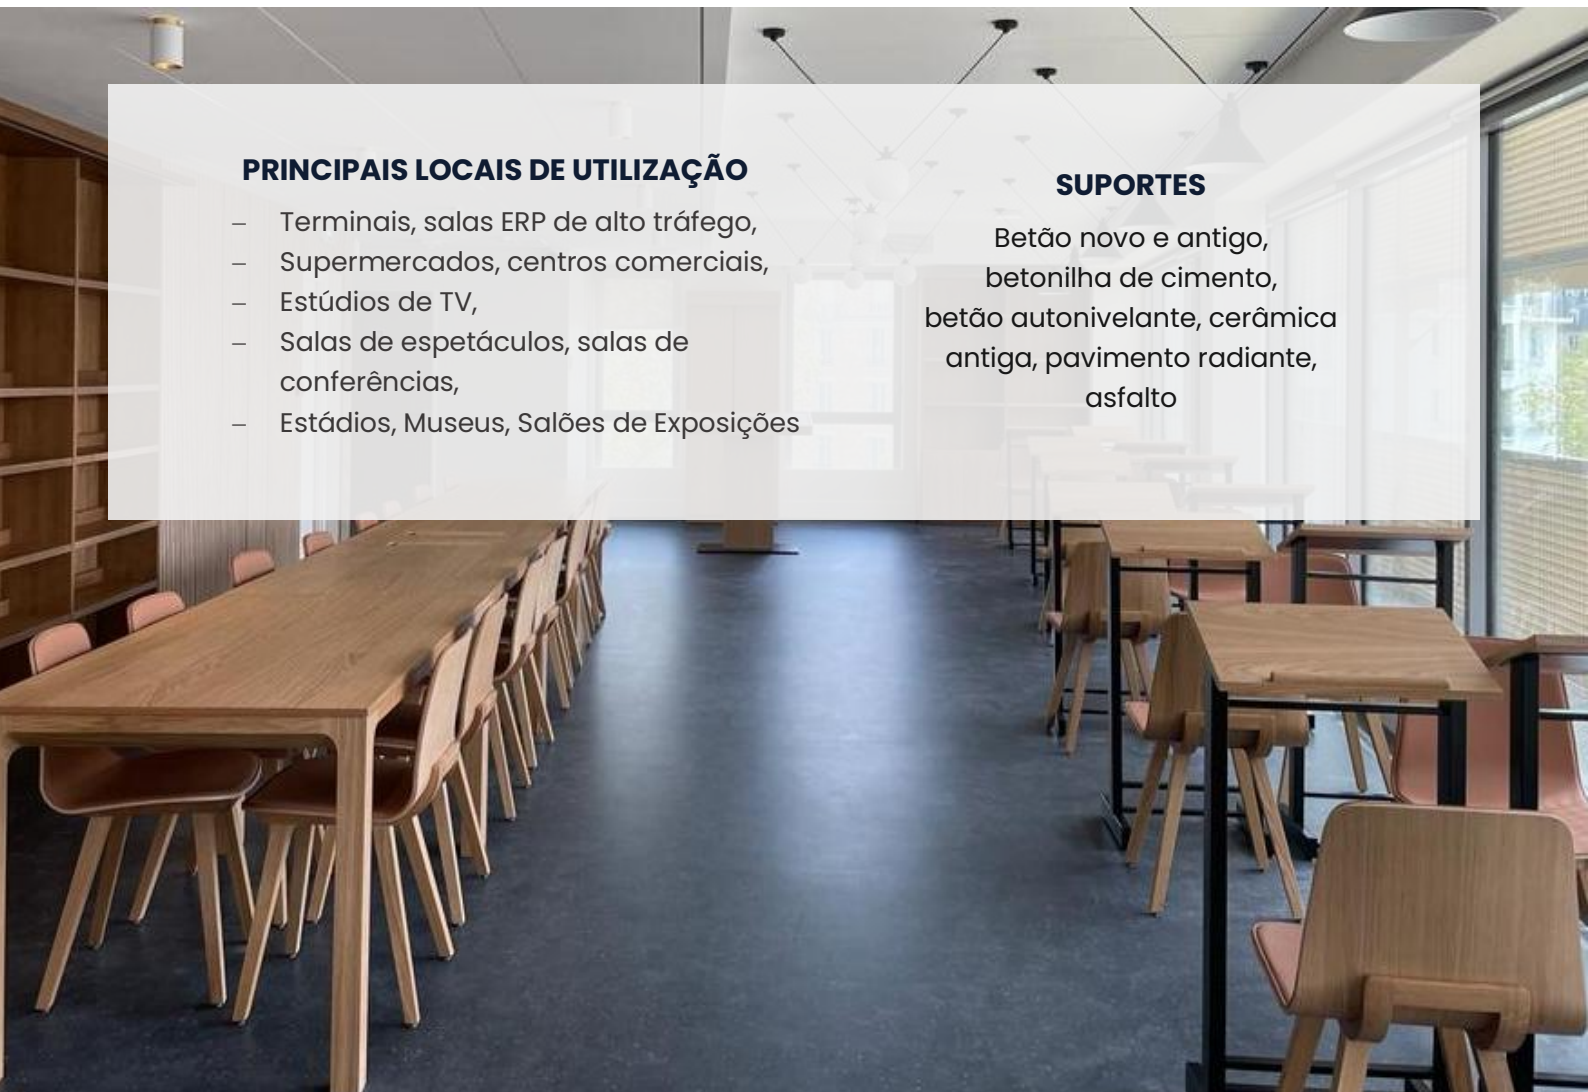 PRINCIPAIS LOCAIS DE UTILIZAÇÃO
– Terminais, salas ERP de alto tráfego,
– Supermercados, centros comerciais,
– Estúdios de TV,
– Salas de espetáculos, salas de
conferências,
– Estádios, Museus, Salões de Exposições
SUPORTES
Betão novo e antigo,
betonilha de cimento,
betão autonivelante, cerâmica
antiga, pavimento radiante,
asfalto